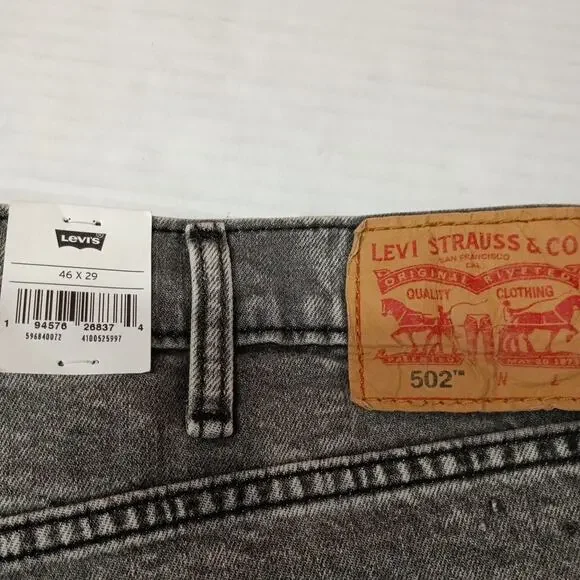 Levi's
46 X 29
1 94576 26837 4
596840072 4100525997
LEVI STRAUSS & CO
SAN FRANCISCO
CAL
ORIGINAL RIVETED
QUALITY CLOTHING
502™ W L